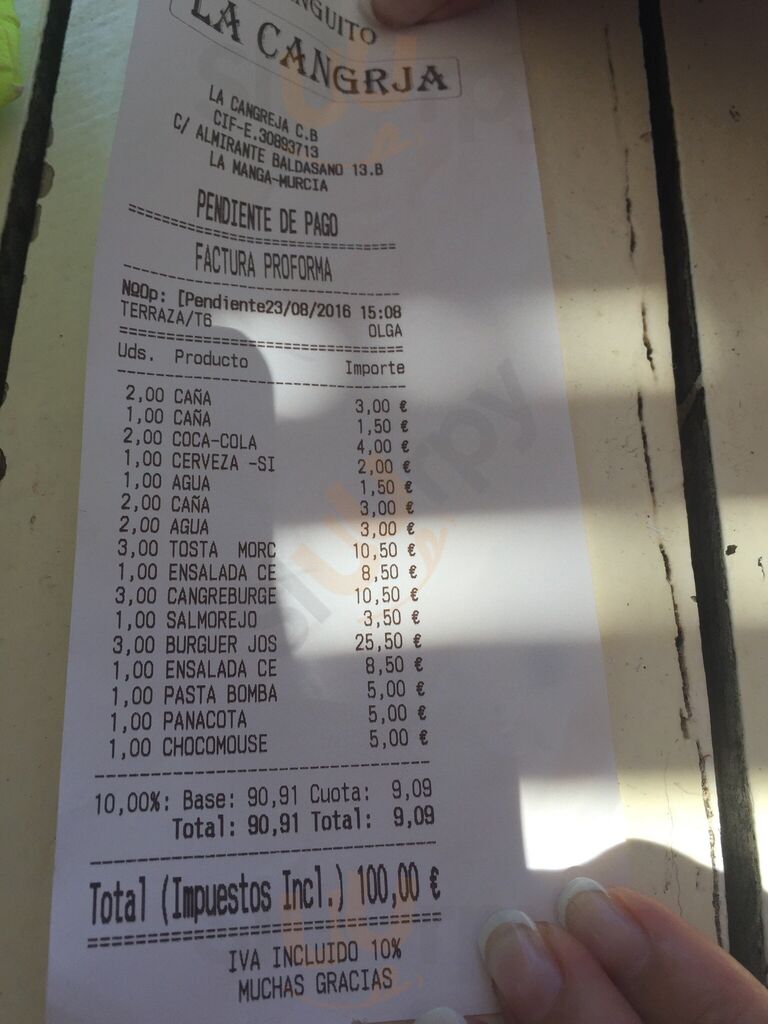 NGUITO
LA CANGRJA
LA CANGREJA C.B
CIF-E.30893713
C/ ALMIRANTE BALDASANO 13.B
LA MANGA-MURCIA
PENDIENTE DE PAGO
FACTURA PROFORMA
NºOp: [Pendiente23/08/2016 15:08
TERRAZA/T6 OLGA
Uds. Producto Importe
2,00 CAÑA 3,00 €
1,00 CAÑA 1,50 €
2,00 COCA-COLA 4,00 €
1,00 CERVEZA -SI 2,00 €
1,00 AGUA 1,50 €
2,00 CAÑA 3,00 €
2,00 AGUA 3,00 €
3,00 TOSTA MORC 10,50 €
1,00 ENSALADA CE 8,50 €
3,00 CANGREBURGE 10,50 €
1,00 SALMOREJO 3,50 €
3,00 BURGUER JOS 25,50 €
1,00 ENSALADA CE 8,50 €
1,00 PASTA BOMBA 5,00 €
1,00 PANACOTA 5,00 €
1,00 CHOCOMOUSE 5,00 €
10,00%: Base: 90,91 Cuota: 9,09
Total: 90,91 Total: 9,09
Total (Impuestos Incl.) 100,00 €
IVA INCLUIDO 10%
MUCHAS GRACIAS